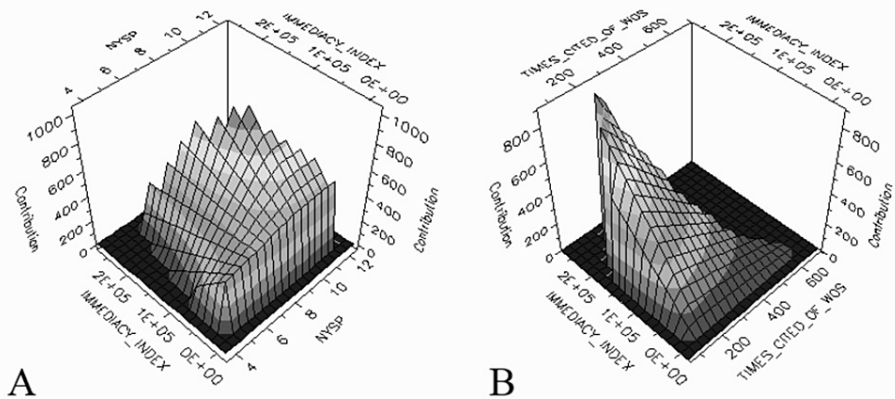 NYSP
4 6 8 10 12
IMMEDIACY_INDEX
2E+05 1E+05 0E+00
Contribution
1000
800
600
400
200
0
1000
800
600
400
200
0
Contribution
2E+05 1E+05 0E+00
IMMEDIACY_INDEX
4 6 8 10 12
NYSP
A
TIMES_CITED_OF_WOS
200 400 600
IMMEDIACY_INDEX
2E+05 1E+05 0E+00
Contribution
800
600
400
200
0
800
600
400
200
0
Contribution
2E+05 1E+05 0E+00
IMMEDIACY_INDEX
200 400 600
TIMES_CITED_OF_WOS
B